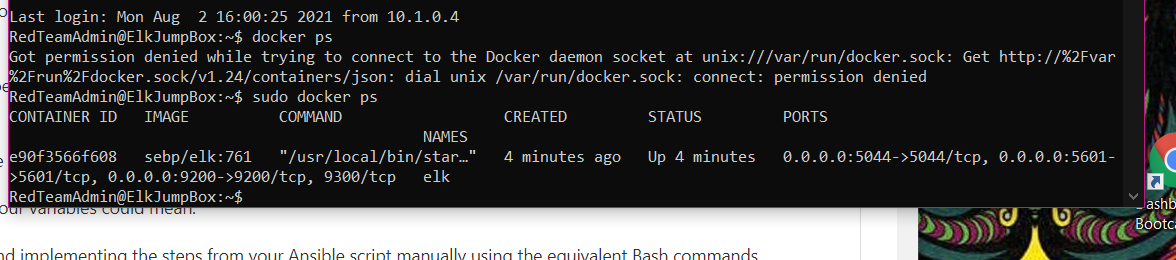 Last login: Mon Aug  2 16:00:25 2021 from 10.1.0.4
RedTeamAdmin@ElkJumpBox:~$ docker ps
Got permission denied while trying to connect to the Docker daemon socket at unix:///var/run/docker.sock: Get http://%2Fvar
%2Frun%2Fdocker.sock/v1.24/containers/json: dial unix /var/run/docker.sock: connect: permission denied
RedTeamAdmin@ElkJumpBox:~$ sudo docker ps
CONTAINER ID   IMAGE          COMMAND                  CREATED         STATUS         PORTS
NAMES
e90f3566f608   sebp/elk:761   "/usr/local/bin/star…"   4 minutes ago   Up 4 minutes   0.0.0.0:5044->5044/tcp, 0.0.0.0:5601-
>5601/tcp, 0.0.0.0:9200->9200/tcp, 9300/tcp   elk
RedTeamAdmin@ElkJumpBox:~$
variables could mean.
implementing the steps from your Ansible script manually using the equivalent Bash commands
Bootc